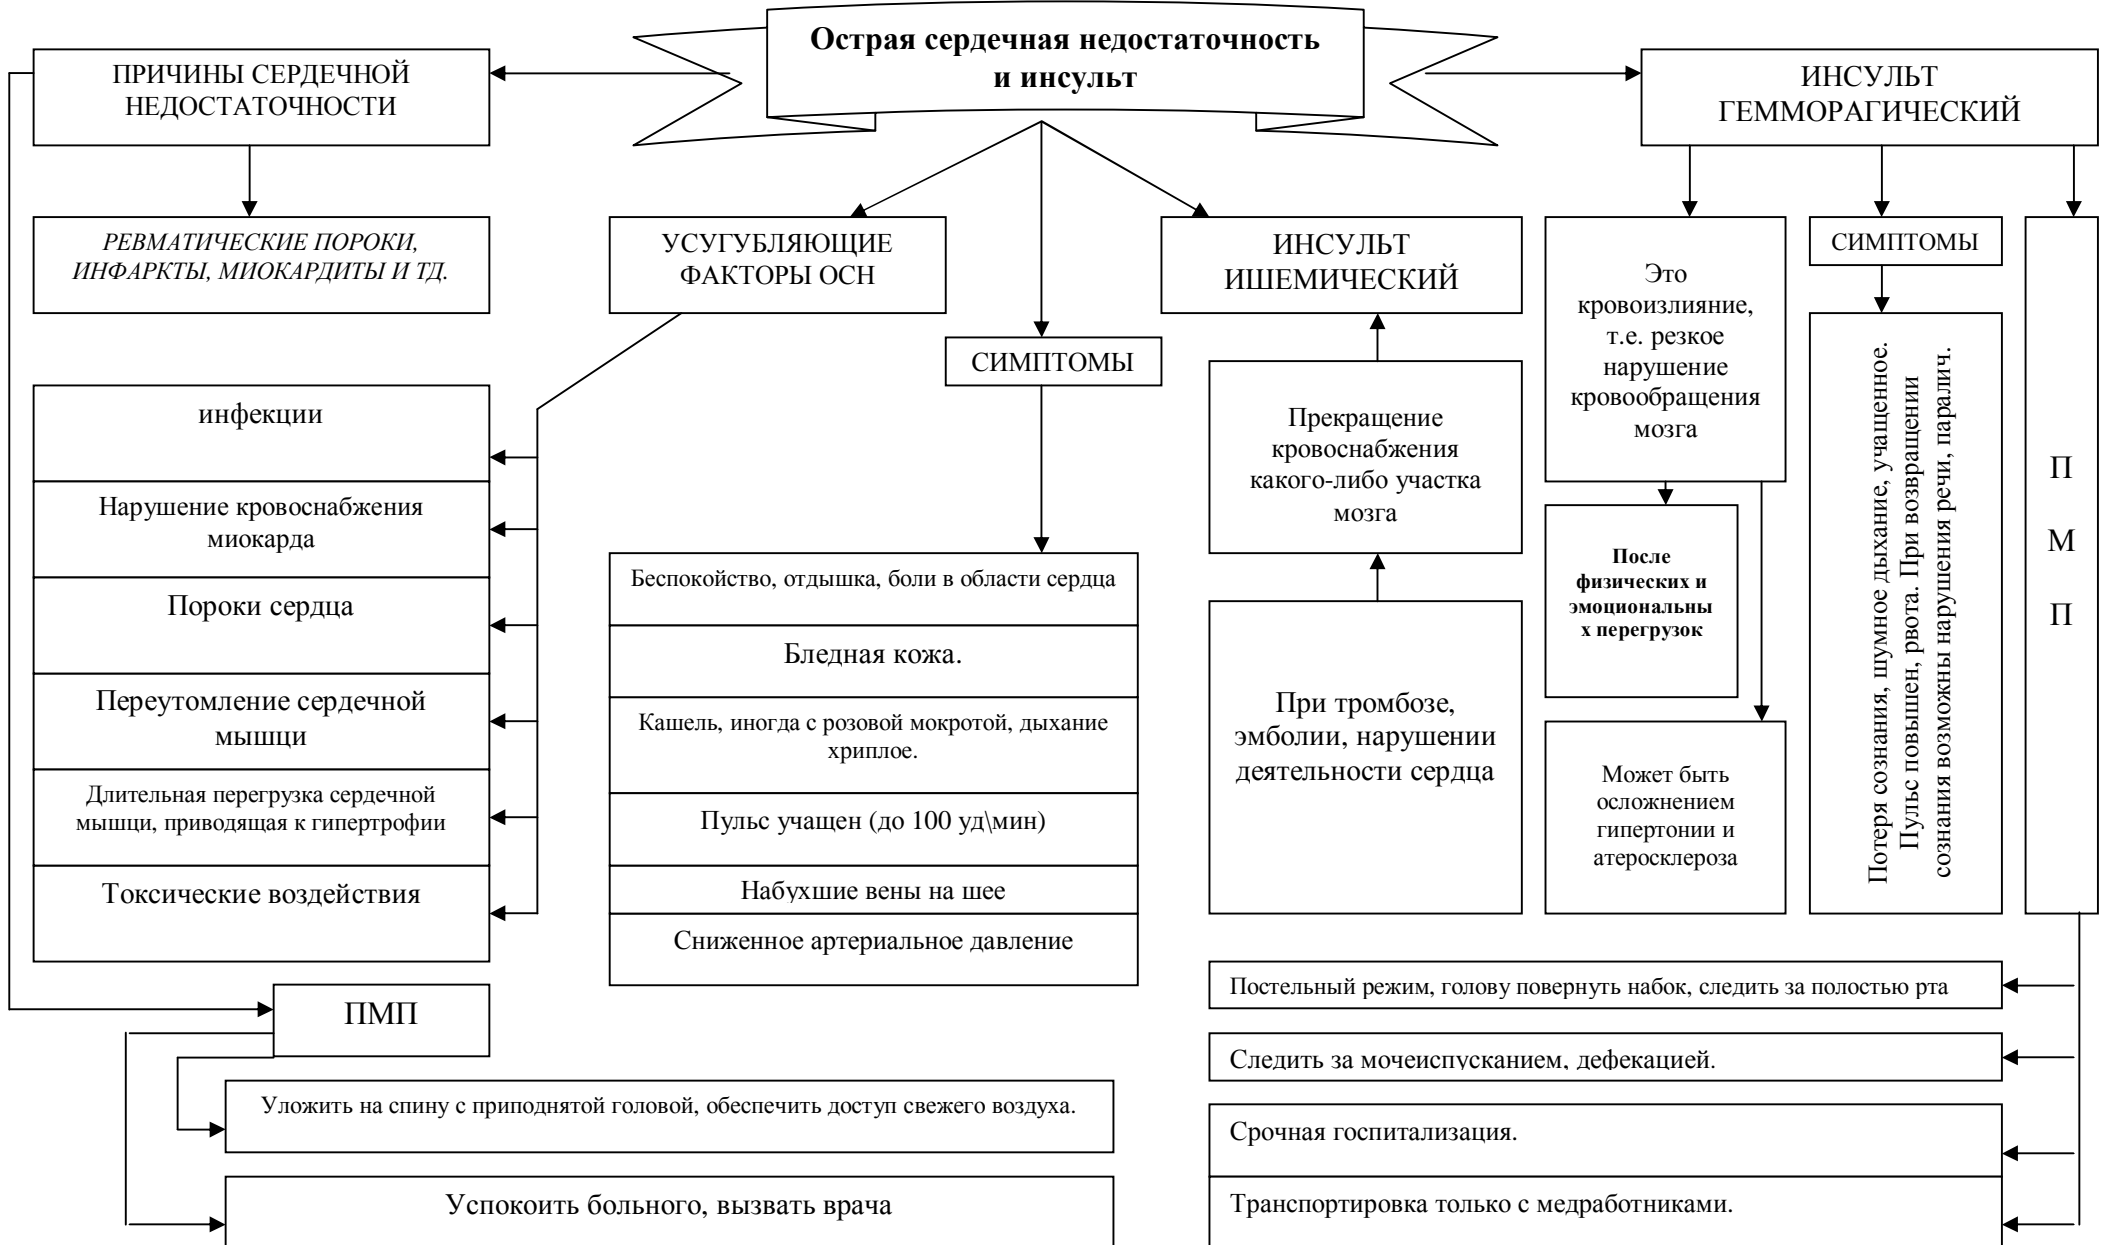 Острая сердечная недостаточность
и инсульт
ПРИЧИНЫ СЕРДЕЧНОЙ
НЕДОСТАТОЧНОСТИ
ИНСУЛЬТ
ГЕММОРАГИЧЕСКИЙ
РЕВМАТИЧЕСКИЕ ПОРОКИ,
ИНФАРКТЫ, МИОКАРДИТЫ И ТД.
УСУГУБЛЯЮЩИЕ
ФАКТОРЫ ОСН
ИНСУЛЬТ
ИШЕМИЧЕСКИЙ
Это
кровоизлияние,
т.е. резкое
нарушение
кровообращения
мозга
СИМПТОМЫ
П
М
П
СИМПТОМЫ
инфекции
Нарушение кровоснабжения
миокарда
Пороки сердца
Переутомление сердечной
мышци
Длительная перегрузка сердечной
мышци, приводящая к гипертрофии
Токсические воздействия
Беспокойство, отдышка, боли в области сердца
Бледная кожа.
Кашель, иногда с розовой мокротой, дыхание
хриплое.
Пульс учащен (до 100 уд\мин)
Набухшие вены на шее
Сниженное артериальное давление
Прекращение
кровоснабжения
какого-либо участка
мозга
При тромбозе,
эмболии, нарушении
деятельности сердца
После
физических и
эмоциональны
х перегрузок
Может быть
осложнением
гипертонии и
атеросклероза
Потеря сознания, шумное дыхание, учащенное.
Пульс повышен, рвота. При возвращении
сознания возможны нарушения речи, паралич.
ПМП
Уложить на спину с приподнятой головой, обеспечить доступ свежего воздуха.
Успокоить больного, вызвать врача
Постельный режим, голову повернуть набок, следить за полостью рта
Следить за мочеиспусканием, дефекацией.
Срочная госпитализация.
Транспортировка только с медработниками.